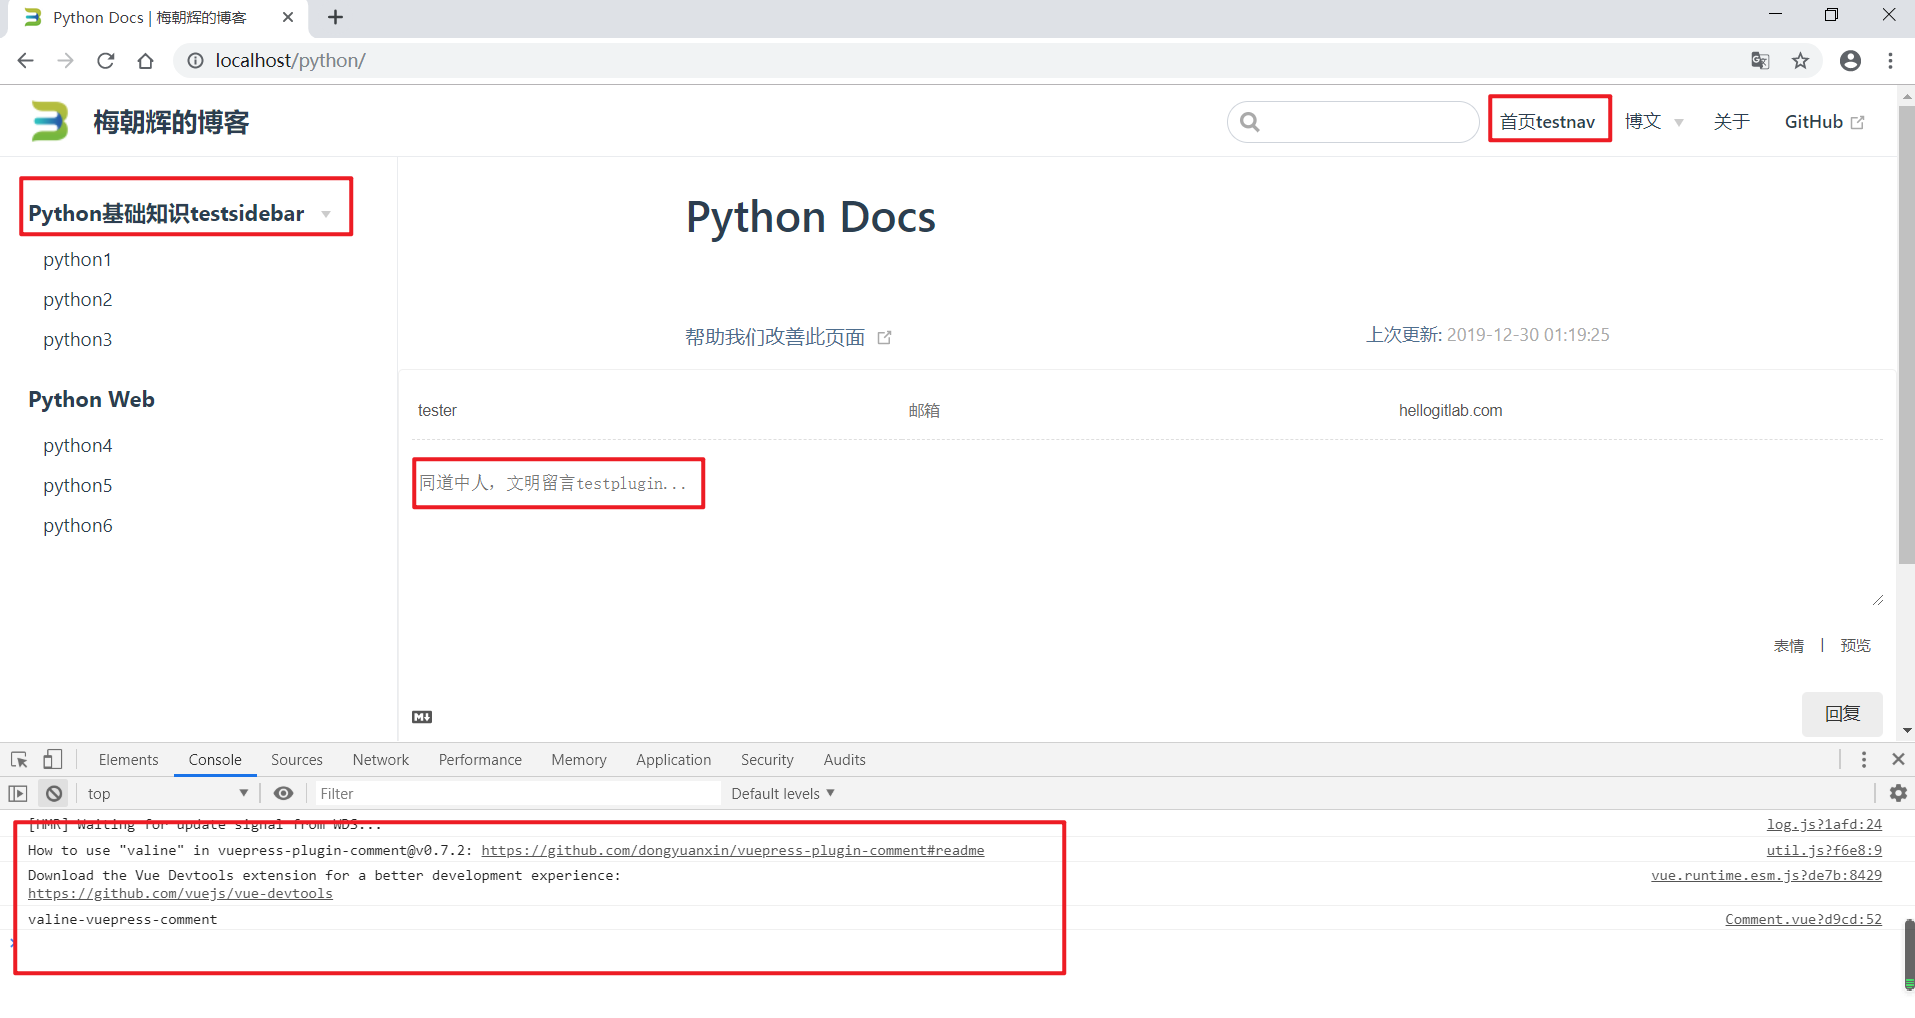 Python Docs | 梅朝辉的博客
localhost/python/
梅朝辉的博客
首页testnav 博文 关于 GitHub
Python基础知识testsidebar
python1
python2
python3
Python Web
python4
python5
python6
Python Docs
帮助我们改善此页面 上次更新: 2019-12-30 01:19:25
tester 邮箱 hellogitlab.com
同道中人，文明留言testplugin...
表情 | 预览
M↓
回复
Elements Console Sources Network Performance Memory Application Security Audits
top Filter Default levels
[HMR] Waiting for update signal from WDS... log.js?1afd:24
How to use "valine" in vuepress-plugin-comment@v0.7.2: https://github.com/dongyuanxin/vuepress-plugin-comment#readme util.js?f6e8:9
Download the Vue Devtools extension for a better development experience: vue.runtime.esm.js?de7b:8429
https://github.com/vuejs/vue-devtools
valine-vuepress-comment Comment.vue?d9cd:52